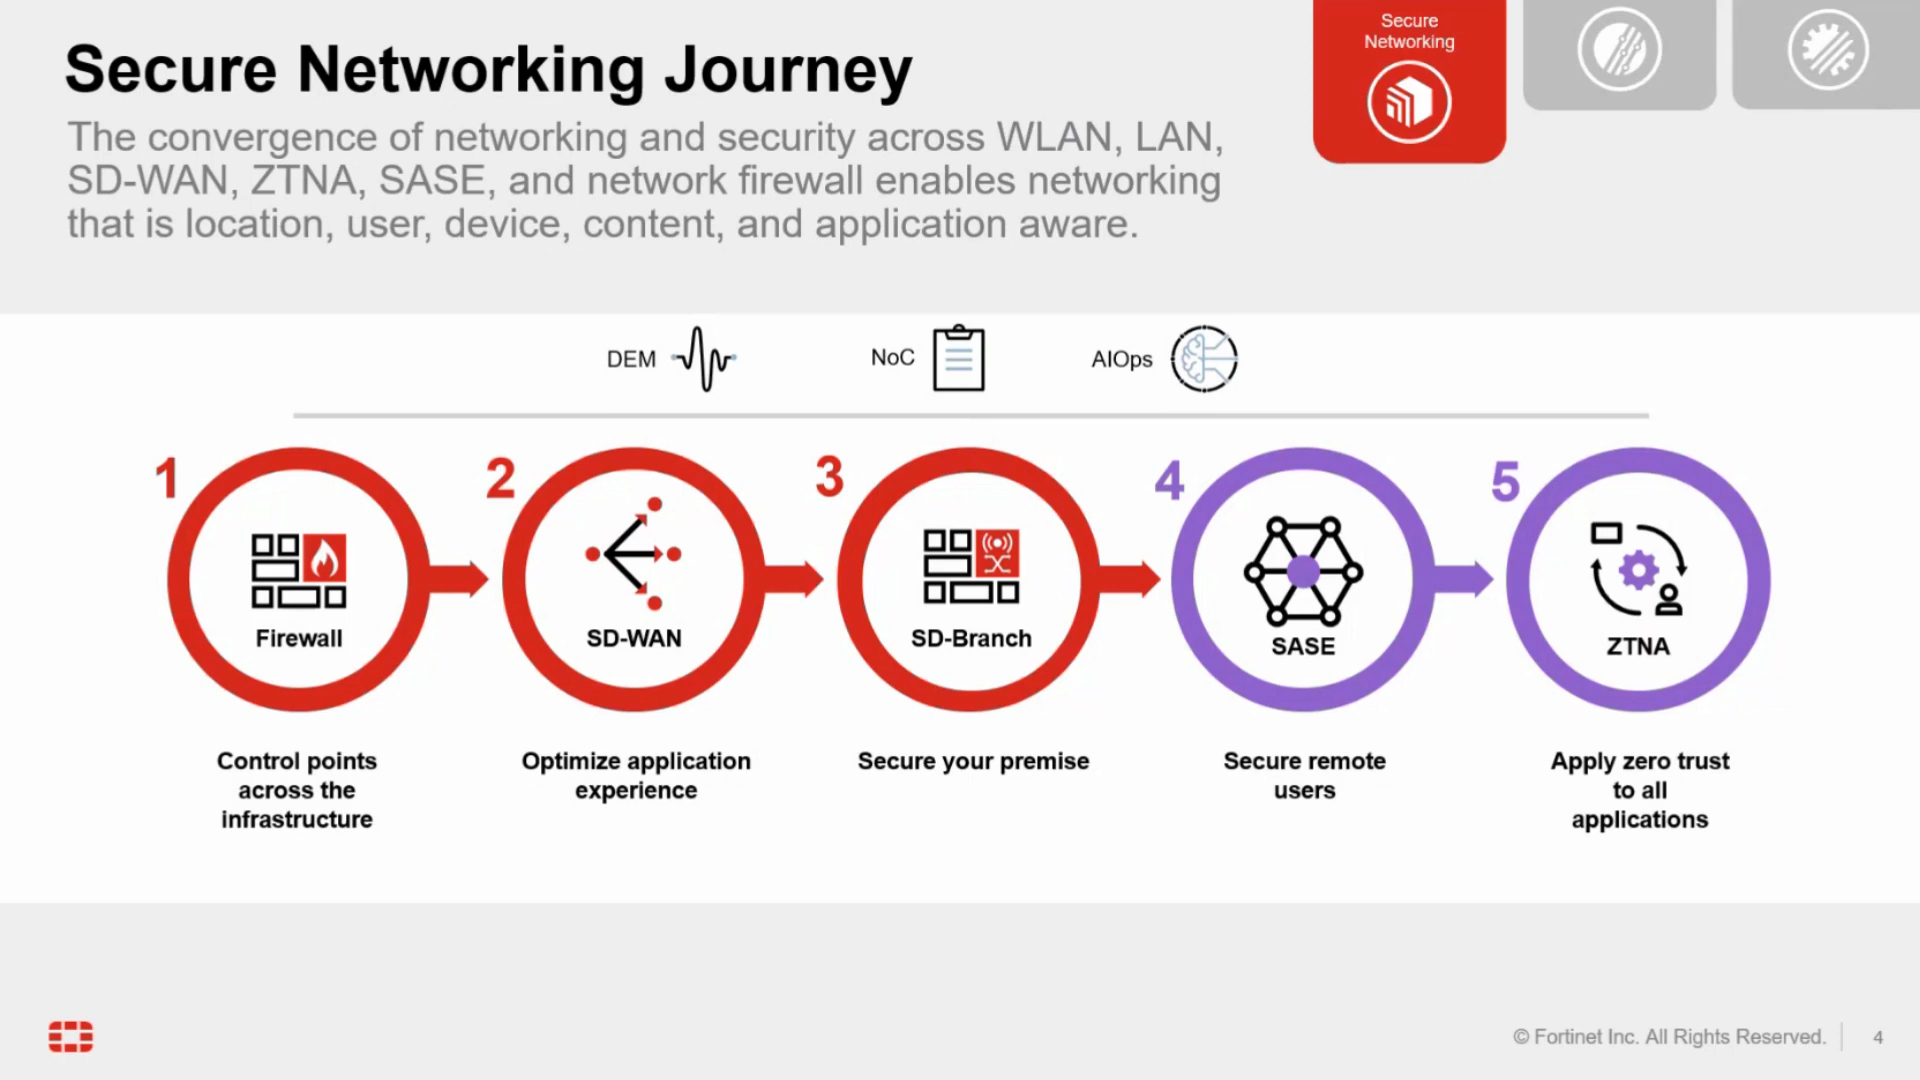 Secure Networking Journey
The convergence of networking and security across WLAN, LAN,
SD-WAN, ZTNA, SASE, and network firewall enables networking
that is location, user, device, content, and application aware.
Secure
Networking
DEM
NoC
AIOps
1
2
3
4
5
Firewall
SD-WAN
SD-Branch
SASE
ZTNA
Control points
across the
infrastructure
Optimize application
experience
Secure your premise
Secure remote
users
Apply zero trust
to all
applications
© Fortinet Inc. All Rights Reserved.
4